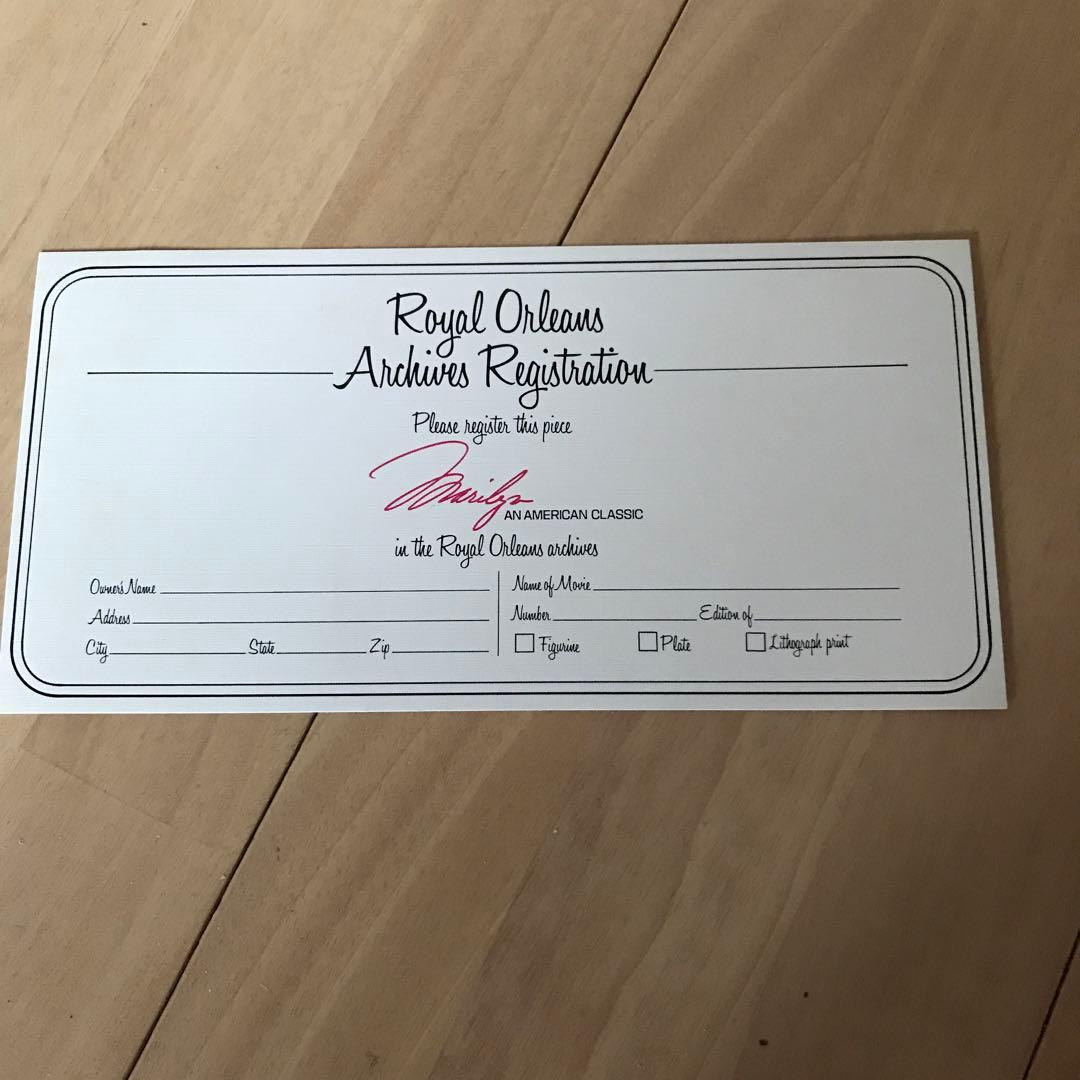 Royal Orleans
Archives Registration
Please register this piece
Marilyn
AN AMERICAN CLASSIC
in the Royal Orleans archives
Owner's Name
Address
City State Zip
Name of Movie
Number Edition of
Figurine Plate Lithograph print